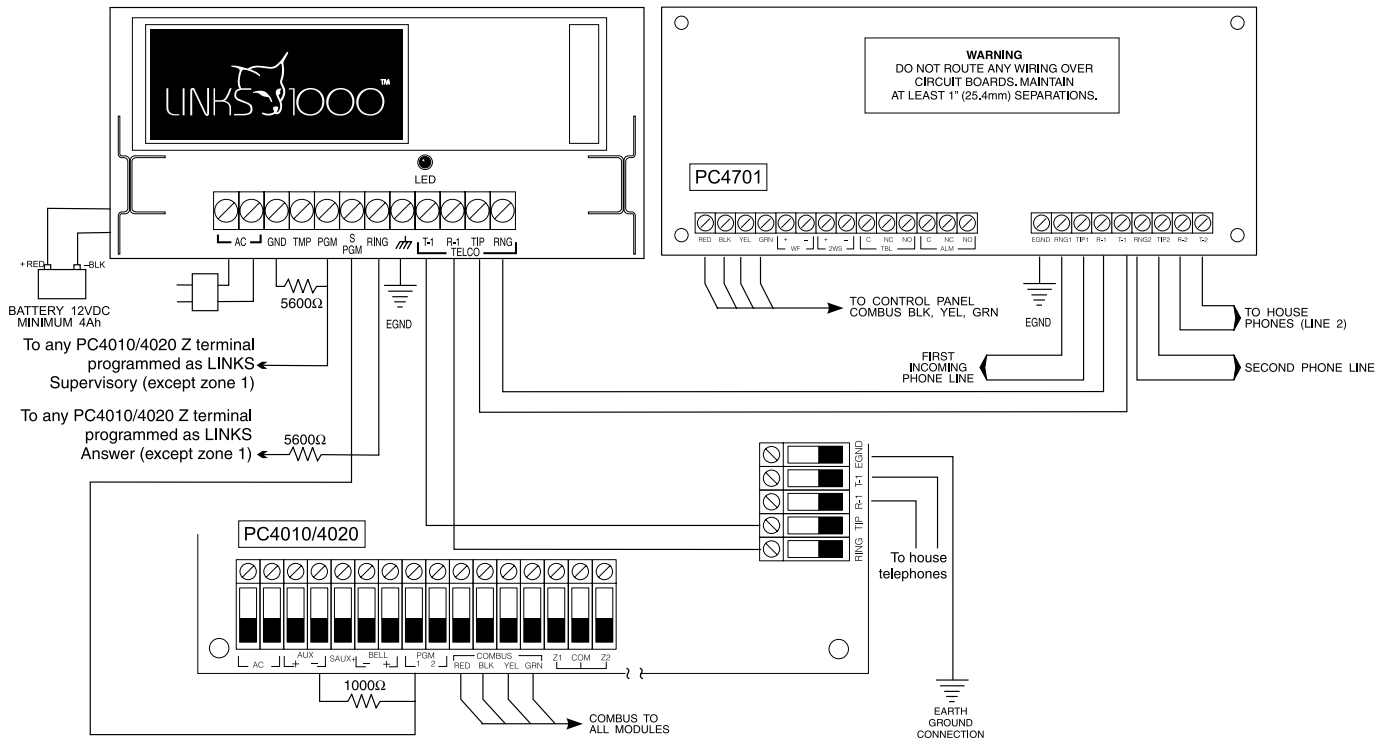 LINKS 1000™
LED
AC GND TMP PGM S PGM RING T-1 R-1 TIP RNG
TELCO
+RED
–BLK
BATTERY 12VDC
MINIMUM 4Ah
5600Ω
EGND
To any PC4010/4020 Z terminal
programmed as LINKS
Supervisory (except zone 1)
To any PC4010/4020 Z terminal
programmed as LINKS
Answer (except zone 1)
5600Ω
WARNING
DO NOT ROUTE ANY WIRING OVER
CIRCUIT BOARDS. MAINTAIN
AT LEAST 1" (25.4mm) SEPARATIONS.
PC4701
RED BLK YEL GRN + – + – C NC NO C NC NO
WF 2WS TBL ALM
EGND RNG1 TIP1 R-1 T-1 RNG2 TIP2 R-2 T-2
TO CONTROL PANEL
COMBUS BLK, YEL, GRN
EGND
FIRST
INCOMING
PHONE LINE
TO HOUSE
PHONES (LINE 2)
SECOND PHONE LINE
EGND
T-1
R-1
TIP
RING
To house
telephones
EARTH
GROUND
CONNECTION
PC4010/4020
AC
AUX
+ –
SAUX+
BELL
– +
PGM
1 2
COMBUS
RED BLK YEL GRN
Z1 COM Z2
1000Ω
COMBUS TO
ALL MODULES